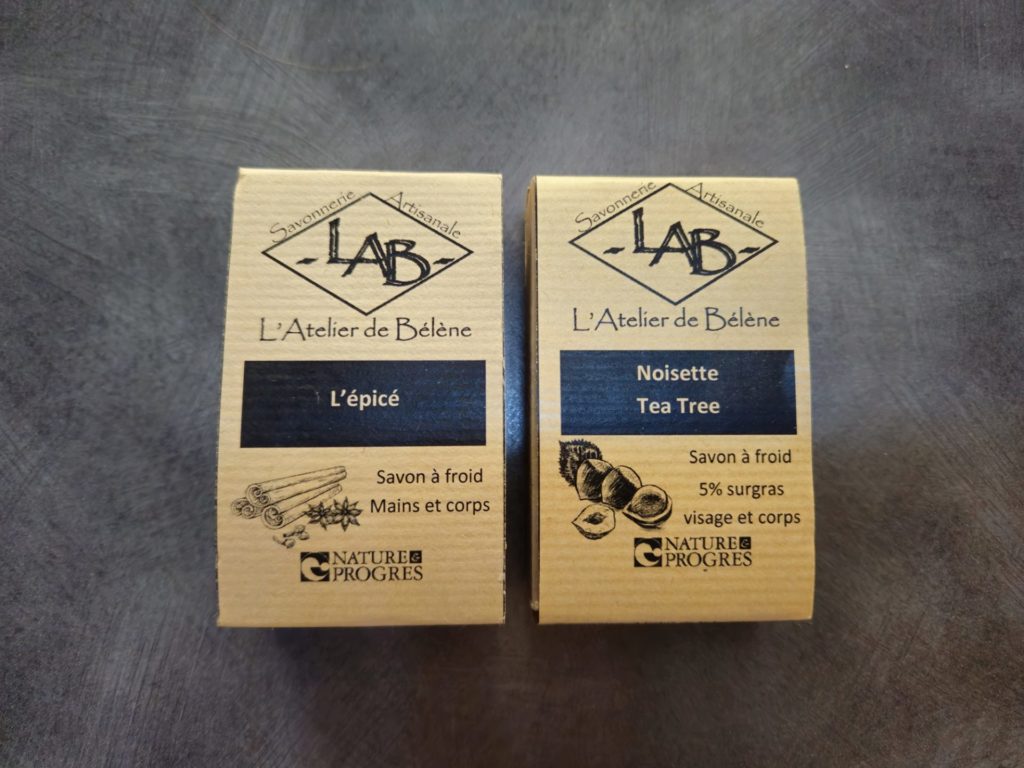 Savonnerie Artisanale
- LAB -
L'Atelier de Bélène
L'épicé
Savon à froid
Mains et corps
NATURE &
PROGRES
Savonnerie Artisanale
- LAB -
L'Atelier de Bélène
Noisette
Tea Tree
Savon à froid
5% surgras
visage et corps
NATURE &
PROGRES